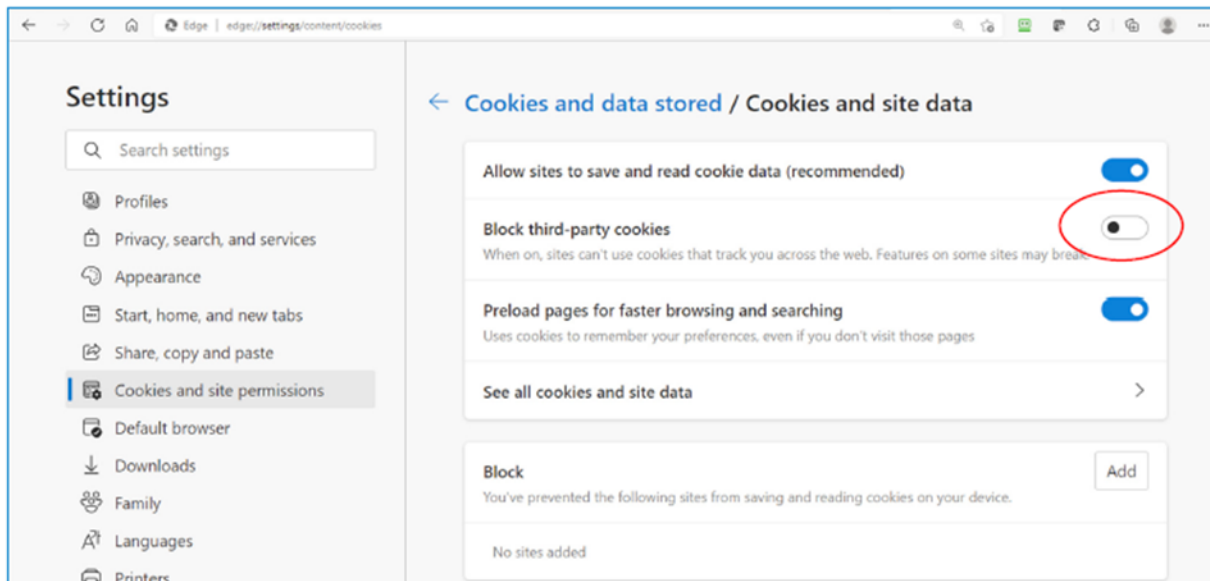 Edge | edge://settings/content/cookies
Settings
Search settings
Profiles
Privacy, search, and services
Appearance
Start, home, and new tabs
Share, copy and paste
Cookies and site permissions
Default browser
Downloads
Family
Languages
Printers
Cookies and data stored / Cookies and site data
Allow sites to save and read cookie data (recommended)
Block third-party cookies
When on, sites can't use cookies that track you across the web. Features on some sites may break.
Preload pages for faster browsing and searching
Uses cookies to remember your preferences, even if you don't visit those pages
See all cookies and site data
Block
Add
You've prevented the following sites from saving and reading cookies on your device.
No sites added